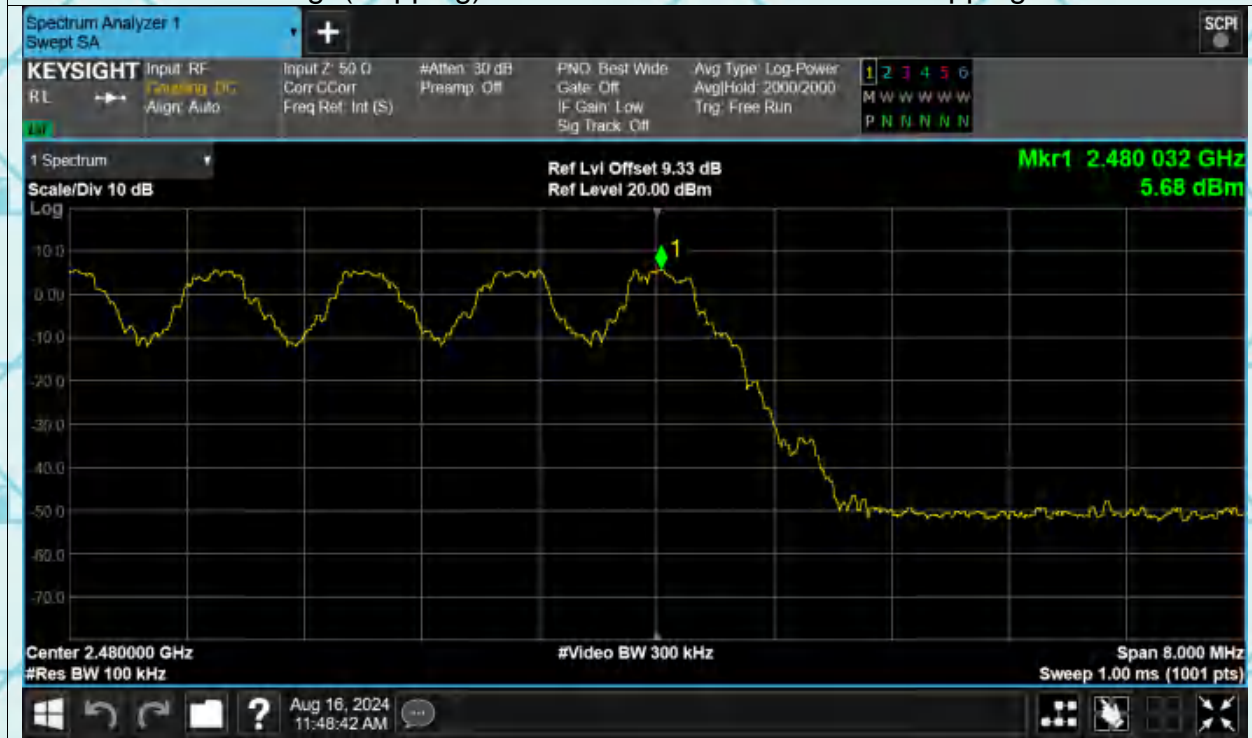 Spectrum Analyzer 1
Swept SA
+
SCPI
KEYSIGHT Input: RF Input Z: 50 Ω #Atten: 30 dB PNO: Best Wide Avg Type: Log-Power 1 2 3 4 5 6
RL Coupling: DC Corr CCorr Preamp: Off Gate: Off Avg|Hold: 2000/2000 M W W W W W
Align: Auto Freq Ref: Int (S) IF Gain: Low Trig: Free Run P N N N N N
Sig Track: Off
1 Spectrum
Ref Lvl Offset 9.33 dB Mkr1 2.480 032 GHz
Scale/Div 10 dB Ref Level 20.00 dBm 5.68 dBm
Log
10.0
1
0.00
-10.0
-20.0
-30.0
-40.0
-50.0
-60.0
-70.0
Center 2.480000 GHz #Video BW 300 kHz Span 8.000 MHz
#Res BW 100 kHz Sweep 1.00 ms (1001 pts)
? Aug 16, 2024
11:48:42 AM